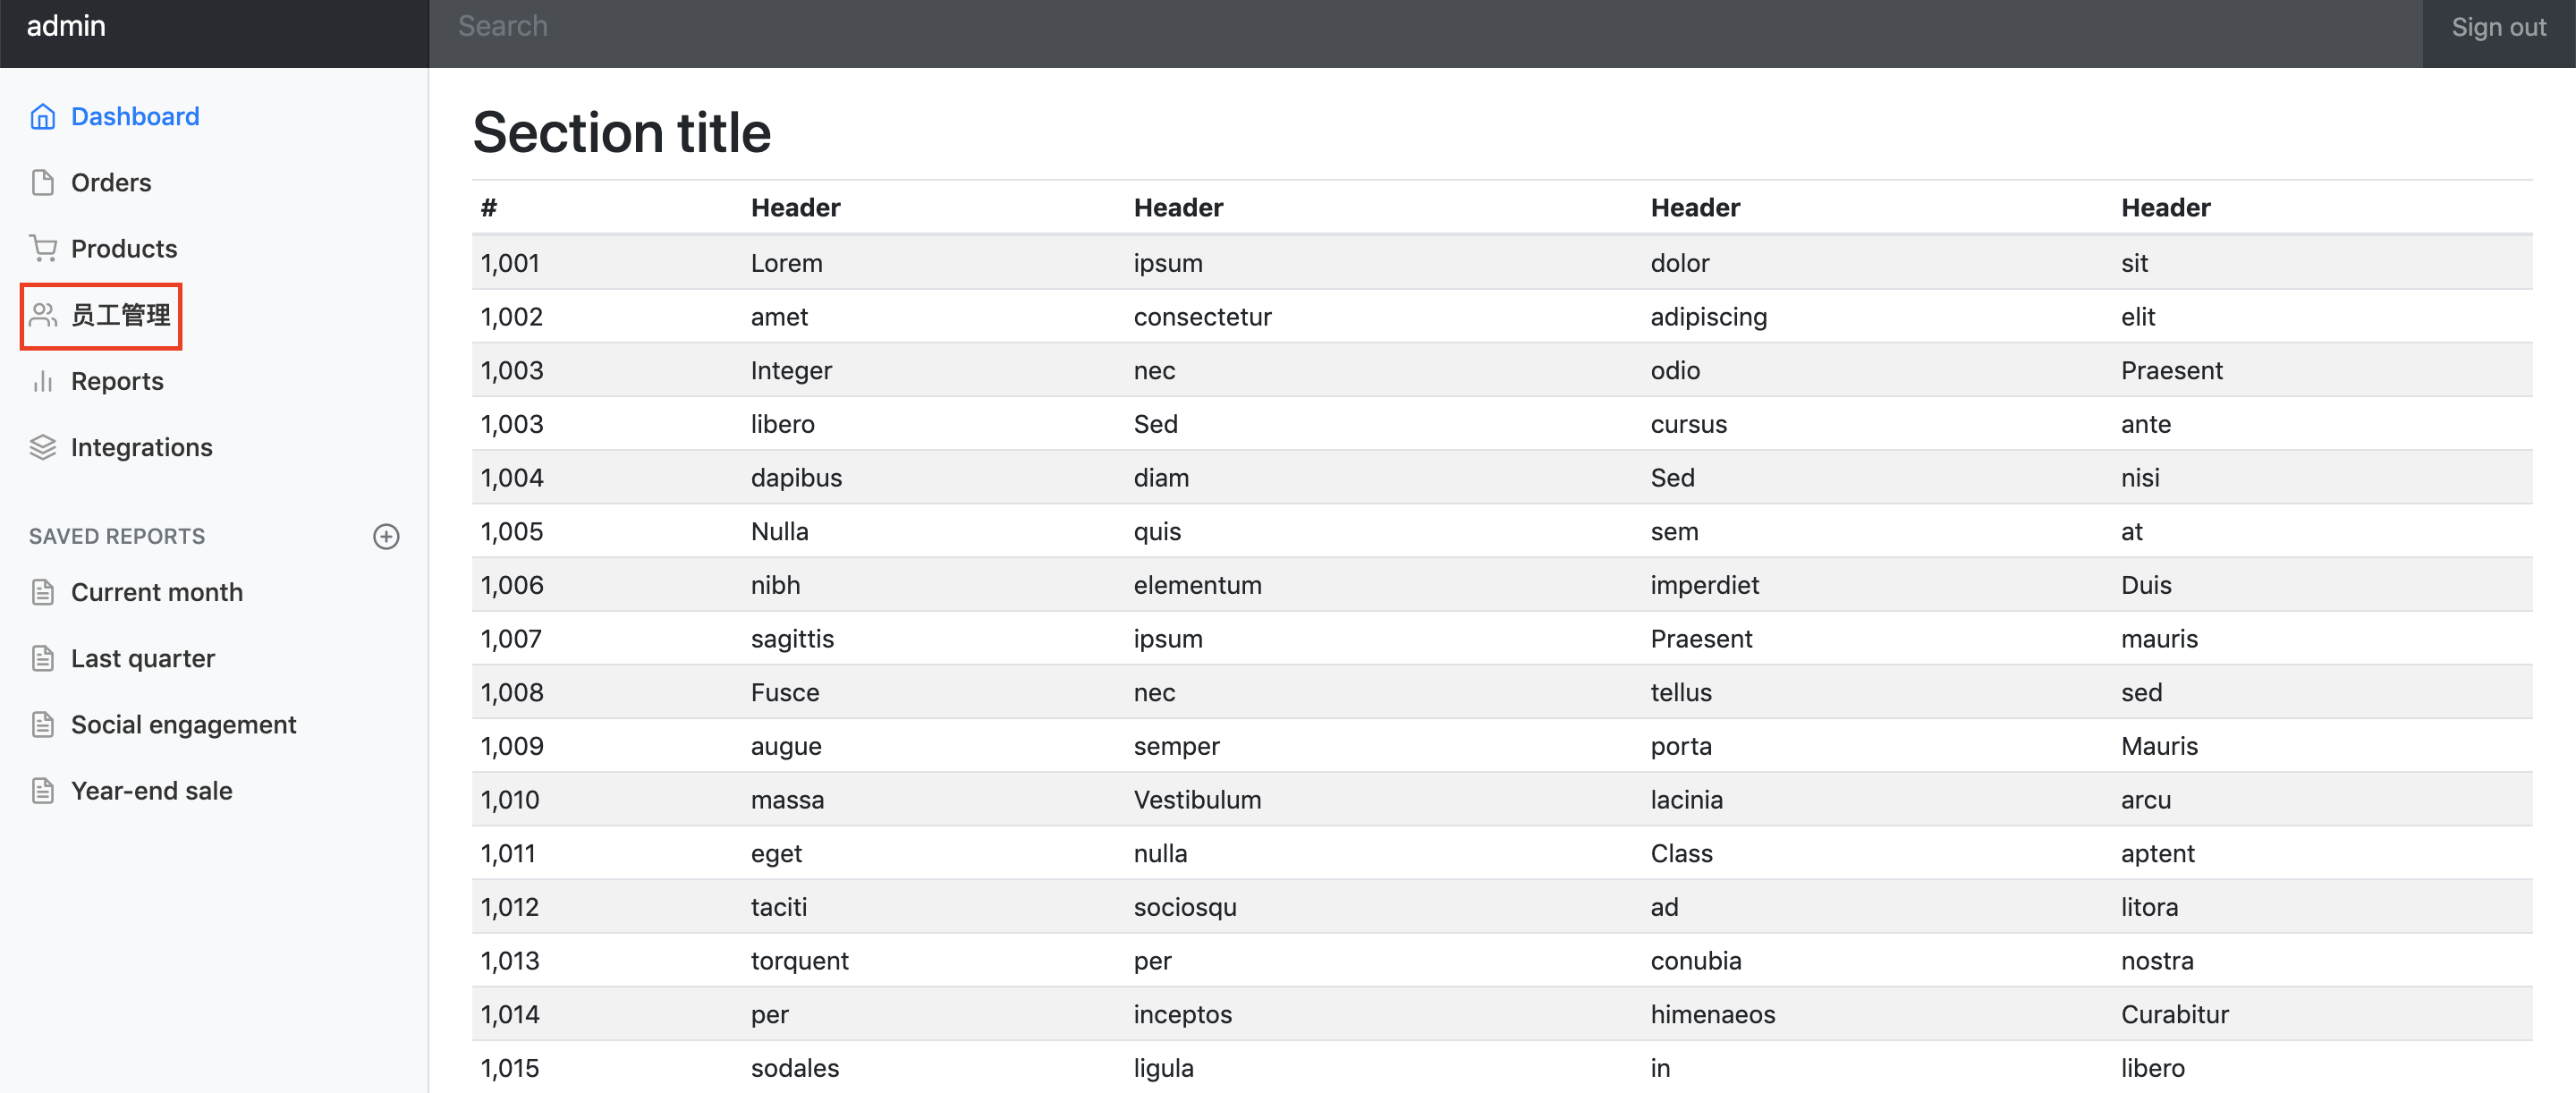 admin Search Sign out
Dashboard
Orders
Products
员工管理
Reports
Integrations
SAVED REPORTS
Current month
Last quarter
Social engagement
Year-end sale
Section title
# Header Header Header Header
1,001 Lorem ipsum dolor sit
1,002 amet consectetur adipiscing elit
1,003 Integer nec odio Praesent
1,003 libero Sed cursus ante
1,004 dapibus diam Sed nisi
1,005 Nulla quis sem at
1,006 nibh elementum imperdiet Duis
1,007 sagittis ipsum Praesent mauris
1,008 Fusce nec tellus sed
1,009 augue semper porta Mauris
1,010 massa Vestibulum lacinia arcu
1,011 eget nulla Class aptent
1,012 taciti sociosqu ad litora
1,013 torquent per conubia nostra
1,014 per inceptos himenaeos Curabitur
1,015 sodales ligula in libero